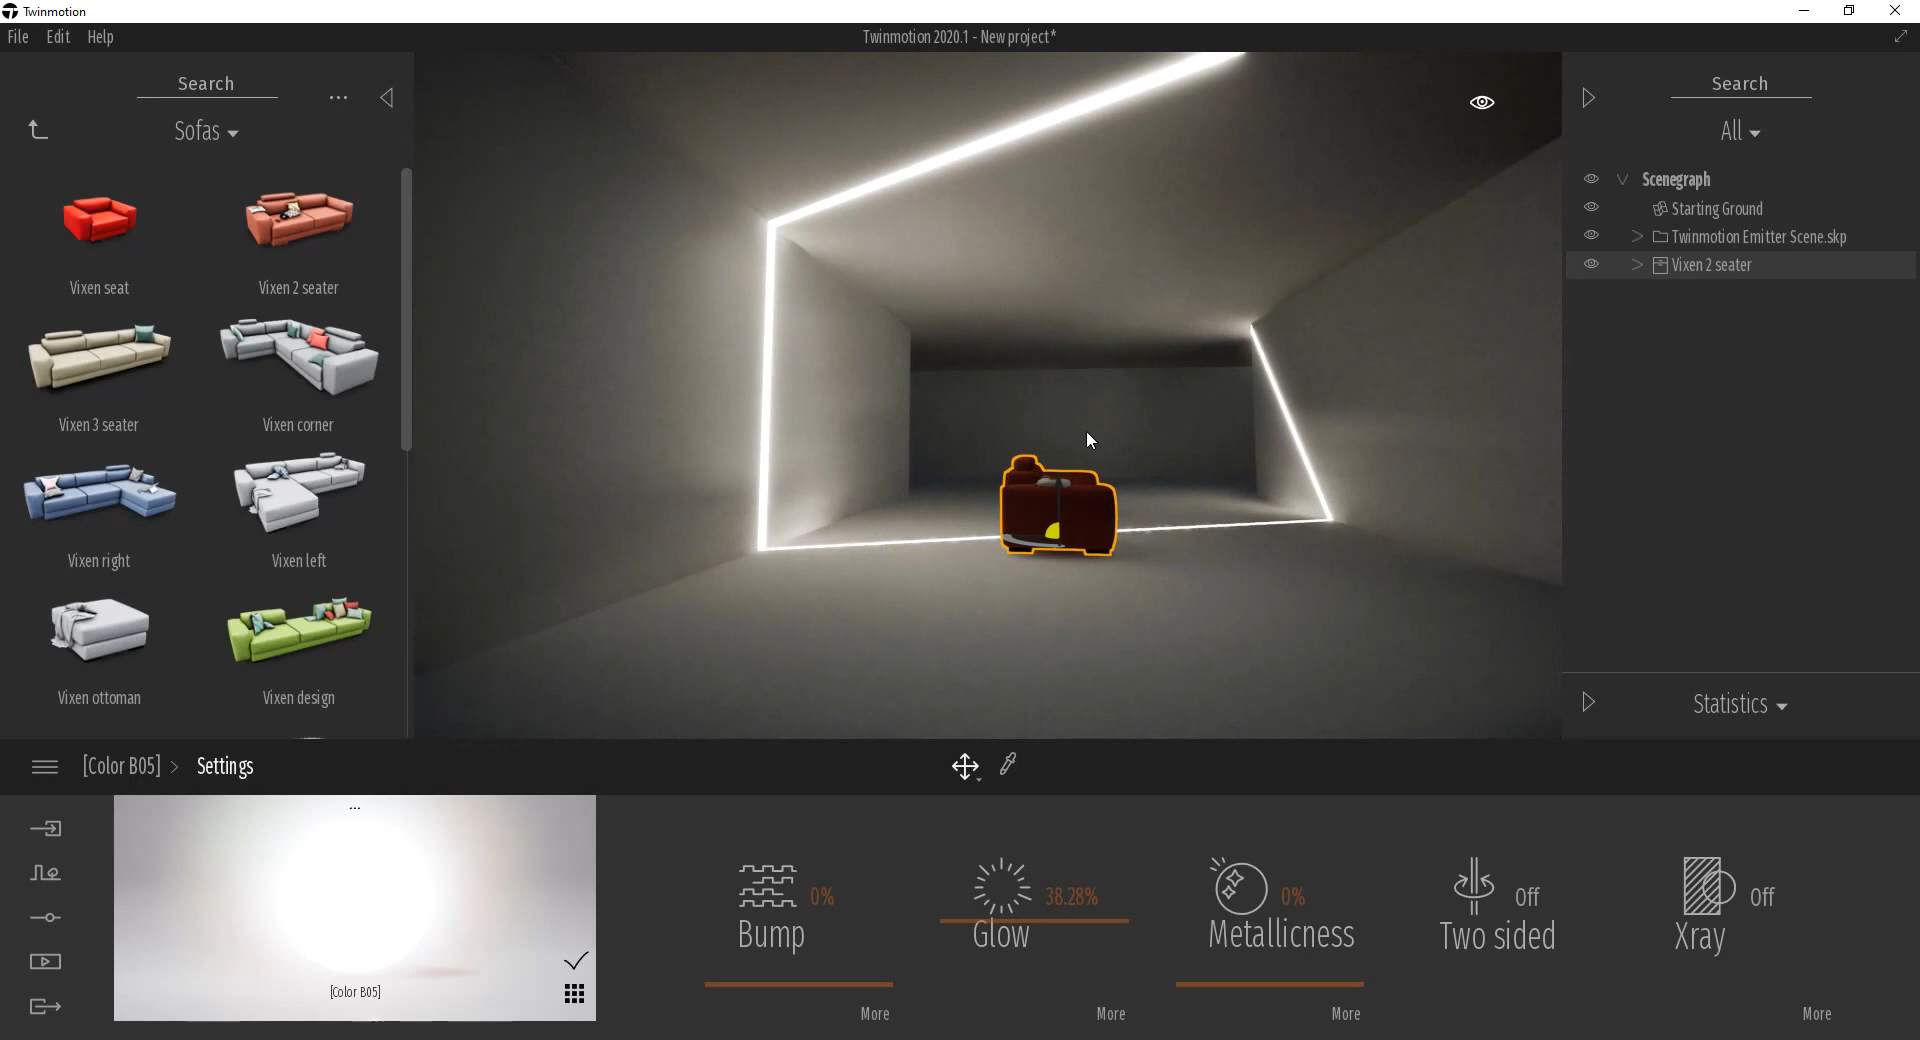 Twinmotion
File Edit Help
Twinmotion 2020.1 - New project*
Search
...
Sofas
Vixen seat
Vixen 2 seater
Vixen 3 seater
Vixen corner
Vixen right
Vixen left
Vixen ottoman
Vixen design
Search
All
Scenegraph
Starting Ground
Twinmotion Emitter Scene.skp
Vixen 2 seater
Statistics
[Color B05] > Settings
...
[Color B05]
0%
Bump
More
38.28%
Glow
More
0%
Metallicness
More
Off
Two sided
Off
Xray
More